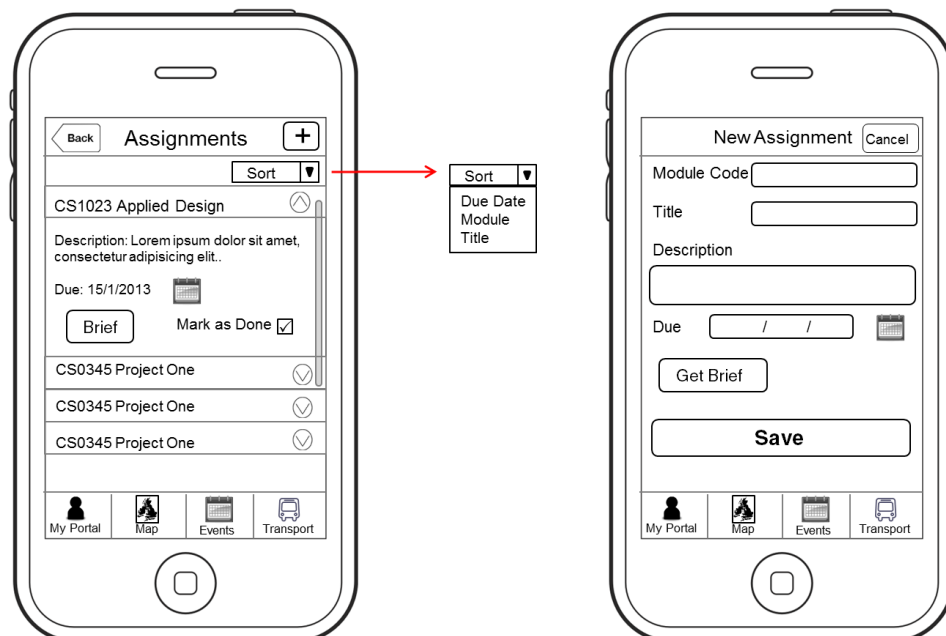 Back
Assignments
+
Sort
CS1023 Applied Design
Description: Lorem ipsum dolor sit amet,
consectetur adipisicing elit..
Due: 15/1/2013
Brief
Mark as Done
CS0345 Project One
CS0345 Project One
CS0345 Project One
My Portal
Map
Events
Transport
Sort
Due Date
Module
Title
New Assignment
Cancel
Module Code
Title
Description
Due
/ /
Get Brief
Save
My Portal
Map
Events
Transport